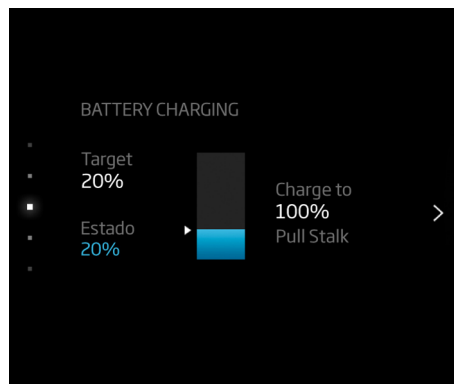 BATTERY CHARGING
Target
20%
Estado
20%
Charge to
100%
Pull Stalk